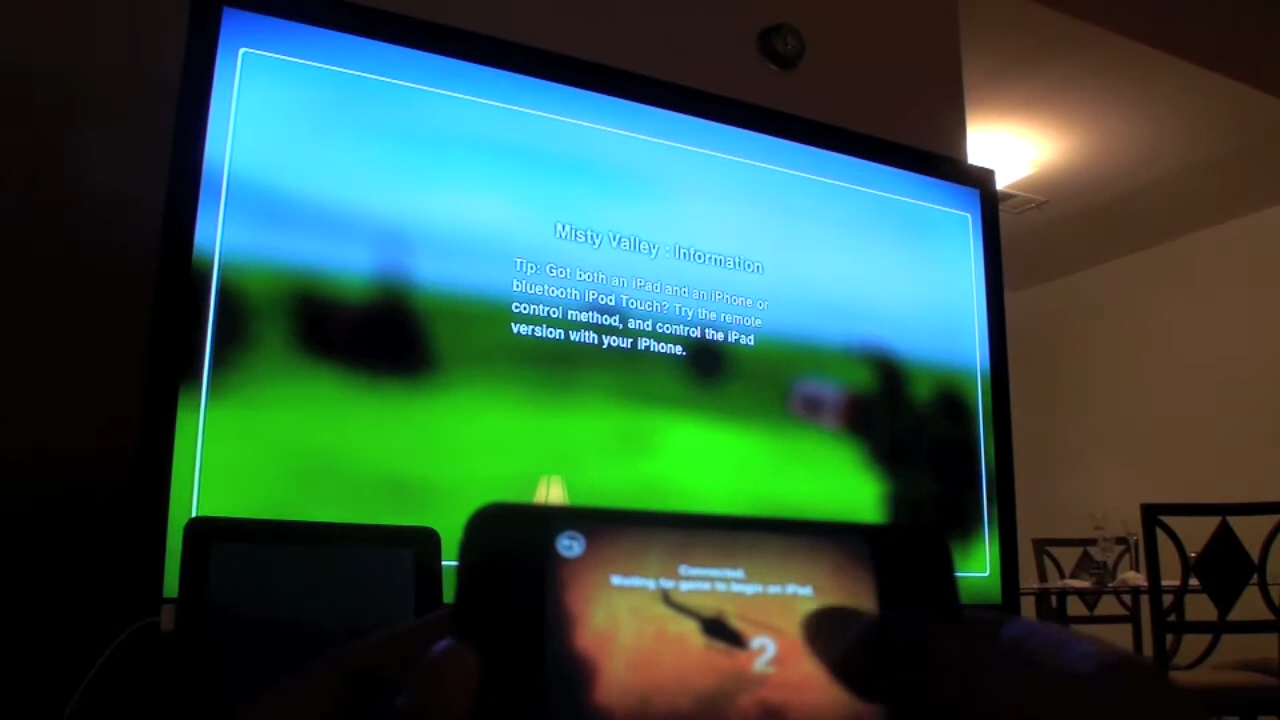 Misty Valley : Information
Tip: Got both an iPad and an iPhone or
bluetooth iPod Touch? Try the remote
control method, and control the iPad
version with your iPhone.
Connected.
Waiting for game to begin on iPad.
2